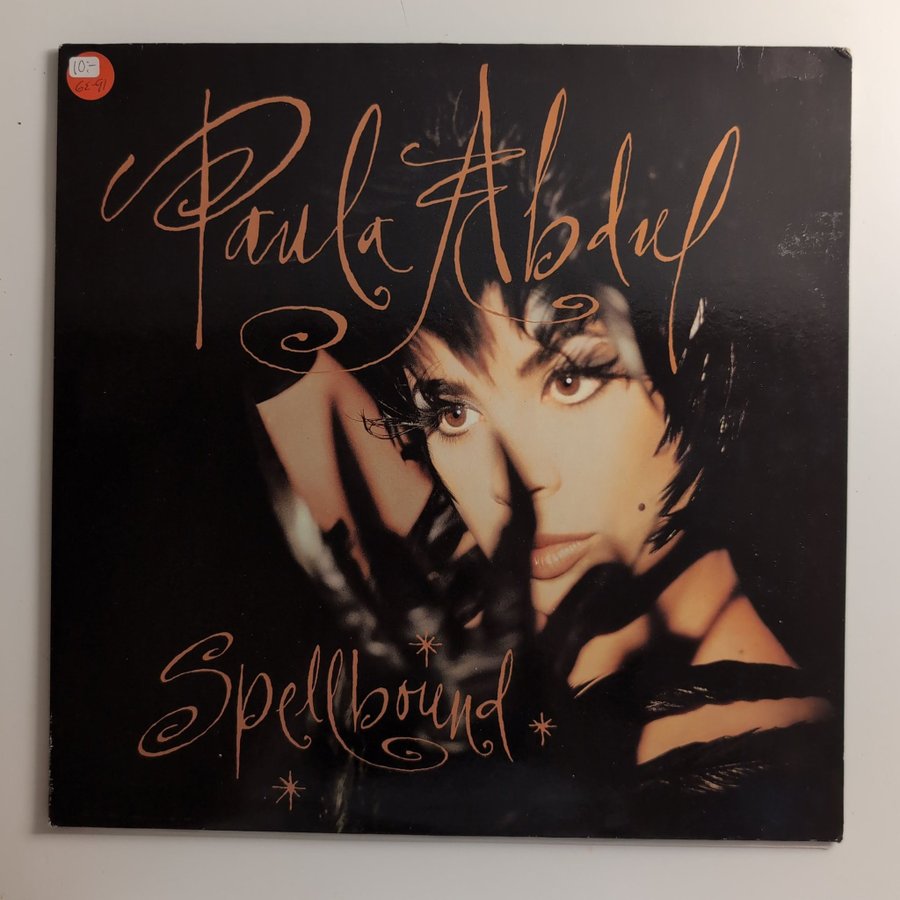 10:-
Paula Abdul
Spellbound